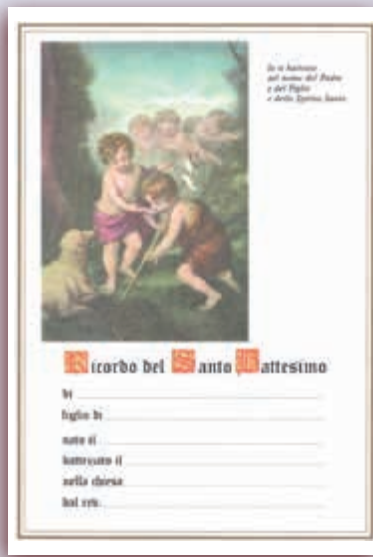 Io ti battezzo
nel nome del Padre
e del Figlio
e dello Spirito Santo
Ricordo del Santo Battesimo
di
figlio di
nato il
battezzato il
nella chiesa
dal rev.